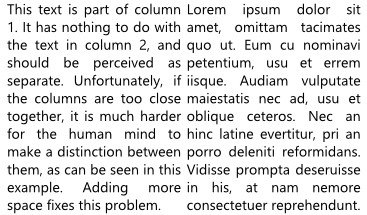 This text is part of column
1. It has nothing to do with
the text in column 2, and
should be perceived as
separate. Unfortunately, if
the columns are too close
together, it is much harder
for the human mind to
make a distinction between
them, as can be seen in this
example. Adding more
space fixes this problem.
Lorem ipsum dolor sit
amet, omittam tacimates
quo ut. Eum cu nominavi
petentium, usu et errem
iisque. Audiam vulputate
maiestatis nec ad, usu et
oblique ceteros. Nec an
hinc latine evertitur, pri an
porro deleniti reformidans.
Vidisse prompta deseruisse
in his, at nam nemore
consectetuer reprehendunt.